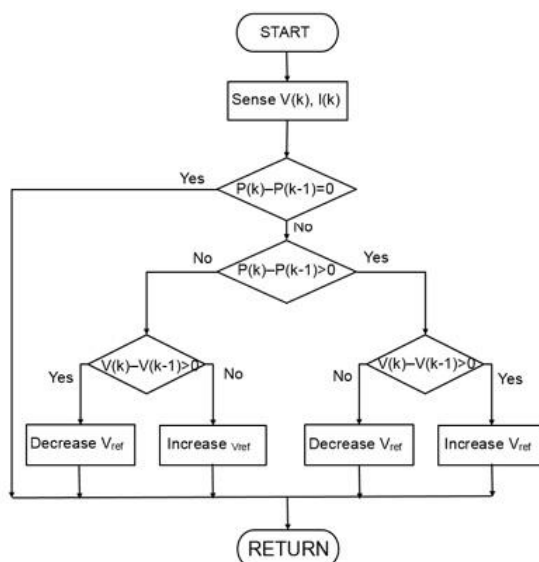 START
Sense V(k), I(k)
Yes
P(k)–P(k-1)=0
No
No
P(k)–P(k-1)>0
Yes
V(k)–V(k-1)>0
V(k)–V(k-1)>0
Yes
No
No
Yes
Decrease Vref
Increase Vref
Decrease Vref
Increase Vref
RETURN